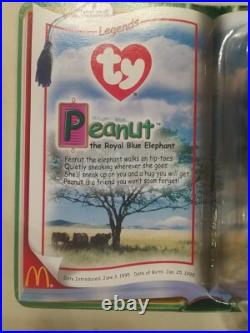 Legends
ty
Peanut™
the Royal Blue Elephant
Peanut the elephant walks on tip-toes
Quietly sneaking wherever she goes
She'll sneak up on you and a hug you will get
Peanut is a friend you won't soon forget!
Date Introduced: June 3, 1995 Date of Birth: Jan. 25, 1995